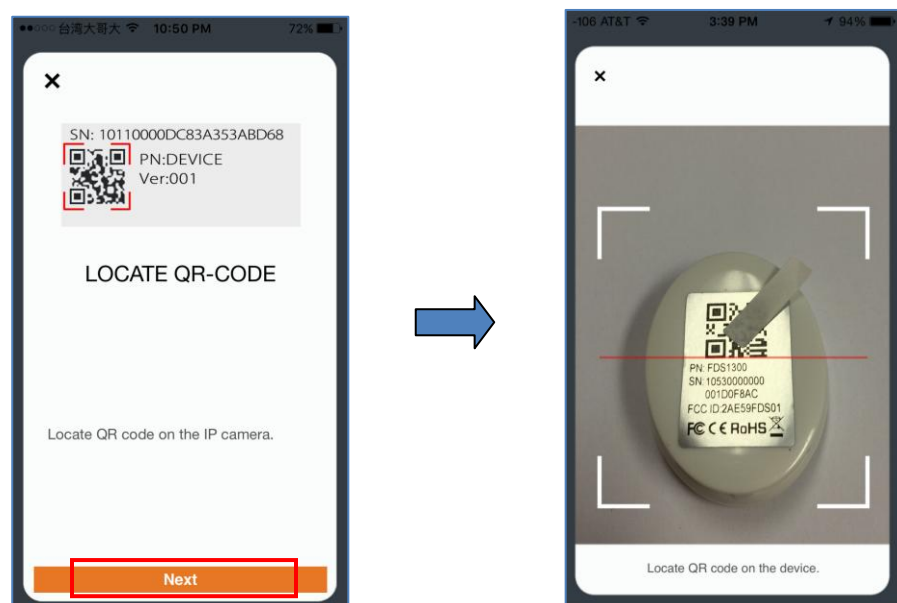 台湾大哥大 10:50 PM 72%
SN: 10110000DC83A353ABD68
PN:DEVICE
Ver:001
LOCATE QR-CODE
Locate QR code on the IP camera.
Next
-106 AT&T 3:39 PM 94%
PN: FDS1300
SN: 10530000000
001D0F8AC
FCC ID:2AE59FDS01
FC CE RoHS
Locate QR code on the device.